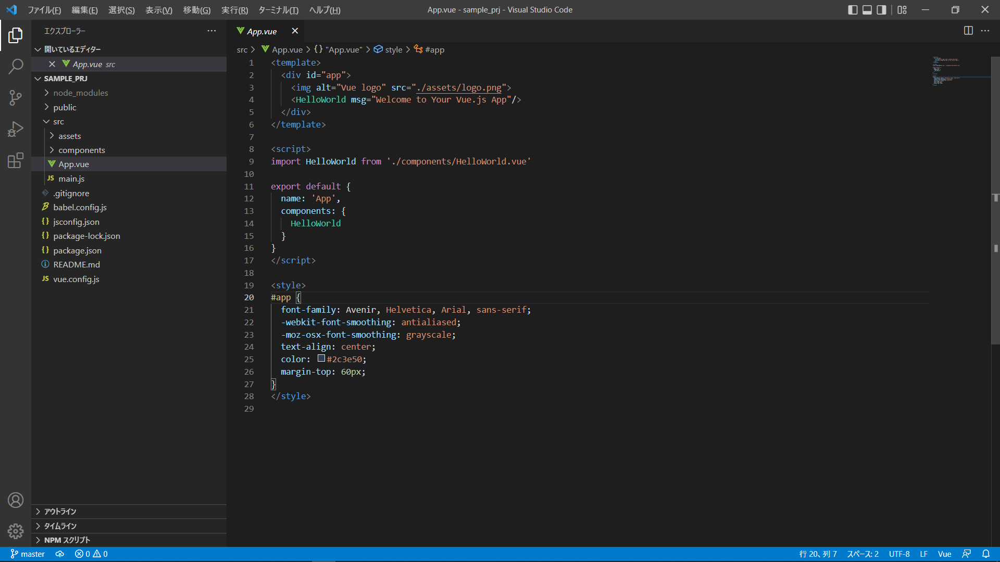 ファイル(F) 編集(E) 選択(S) 表示(V) 移動(G) 実行(R) ターミナル(T) ヘルプ(H) App.vue - sample_prj - Visual Studio Code
エクスプローラー
開いているエディター
App.vue src
SAMPLE_PRJ
node_modules
public
src
assets
components
App.vue
JS main.js
.gitignore
babel.config.js
{} jsconfig.json
{} package-lock.json
{} package.json
README.md
JS vue.config.js
アウトライン
タイムライン
NPM スクリプト
App.vue
src > App.vue > {} "App.vue" > style > #app
1 <template>
2 <div id="app">
3 <img alt="Vue logo" src="./assets/logo.png">
4 <HelloWorld msg="Welcome to Your Vue.js App"/>
5 </div>
6 </template>
7
8 <script>
9 import HelloWorld from './components/HelloWorld.vue'
10
11 export default {
12 name: 'App',
13 components: {
14 HelloWorld
15 }
16 }
17 </script>
18
19 <style>
20 #app {
21 font-family: Avenir, Helvetica, Arial, sans-serif;
22 -webkit-font-smoothing: antialiased;
23 -moz-osx-font-smoothing: grayscale;
24 text-align: center;
25 color: #2c3e50;
26 margin-top: 60px;
27 }
28 </style>
29
master 0 0 行 20、列 7 スペース: 2 UTF-8 LF Vue